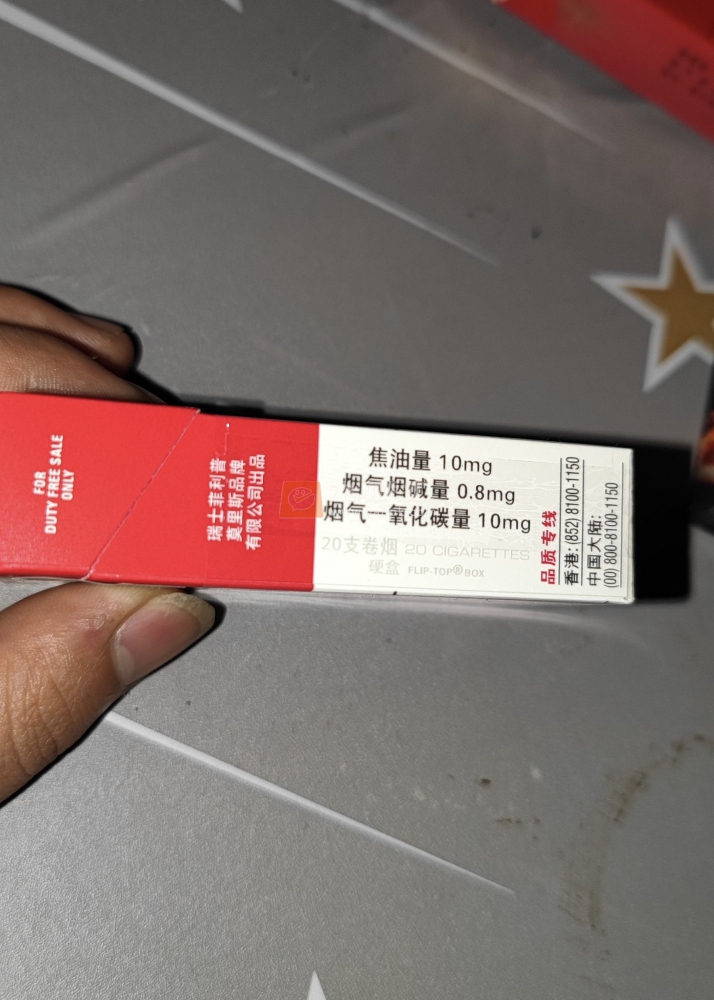 FOR
DUTY FREE SALE
ONLY
瑞士菲利普
莫里斯品牌
有限公司出品
焦油量 10mg
烟气烟碱量 0.8mg
烟气一氧化碳量 10mg
20支卷烟 20 CIGARETTES
硬盒 FLIP-TOP® BOX
品质专线
香港: (852) 8100-1150
中国大陆:
(00) 800-8100-1150